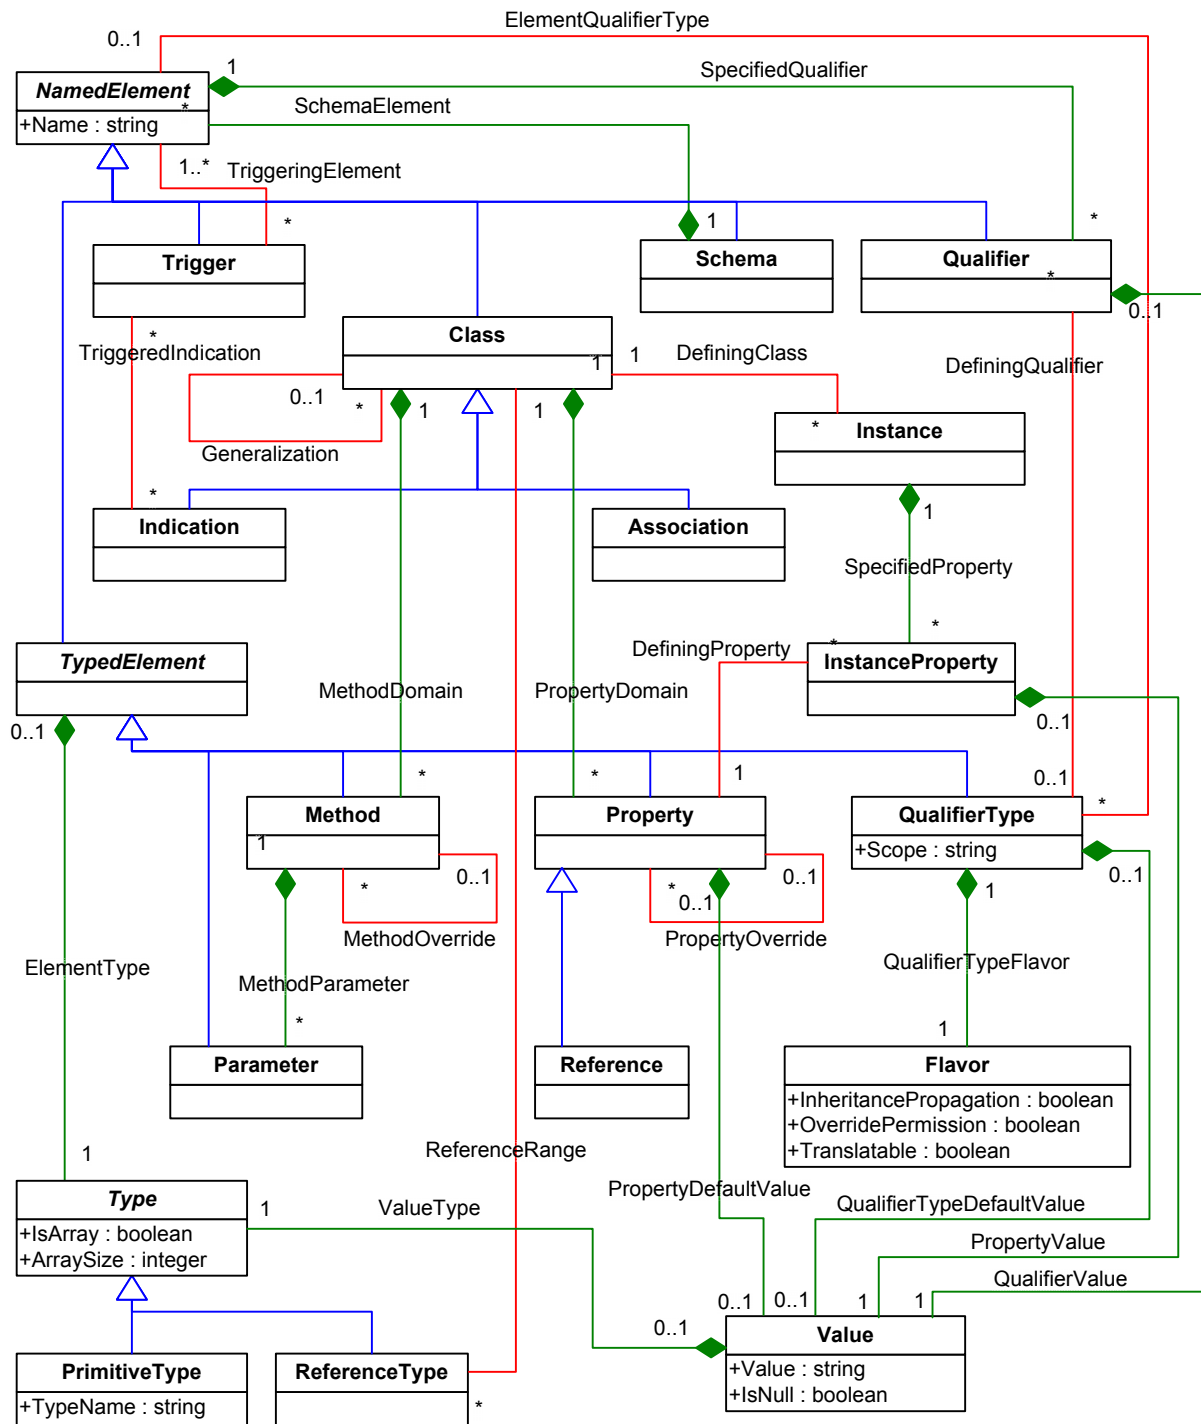 ElementQualifierType
0..1
1
SpecifiedQualifier
NamedElement
*
SchemaElement
+Name : string
1..*
TriggeringElement
*
1
*
Trigger
Schema
Qualifier
*
0..1
*
TriggeredIndication
Class
1
1
DefiningClass
DefiningQualifier
0..1
*
1
1
*
Instance
Generalization
*
1
Indication
Association
SpecifiedProperty
*
*
TypedElement
DefiningProperty
InstanceProperty
MethodDomain
PropertyDomain
0..1
0..1
*
*
1
0..1
*
Method
Property
QualifierType
1
+Scope : string
*
0..1
*
0..1
0..1
0..1
1
MethodOverride
PropertyOverride
ElementType
MethodParameter
QualifierTypeFlavor
*
1
Parameter
Reference
Flavor
+InheritancePropagation : boolean
+OverridePermission : boolean
+Translatable : boolean
1
ReferenceRange
Type
1
ValueType
PropertyDefaultValue
QualifierTypeDefaultValue
+IsArray : boolean
+ArraySize : integer
PropertyValue
QualifierValue
0..1
0..1
1
1
0..1
Value
PrimitiveType
ReferenceType
+Value : string
+TypeName : string
*
+IsNull : boolean